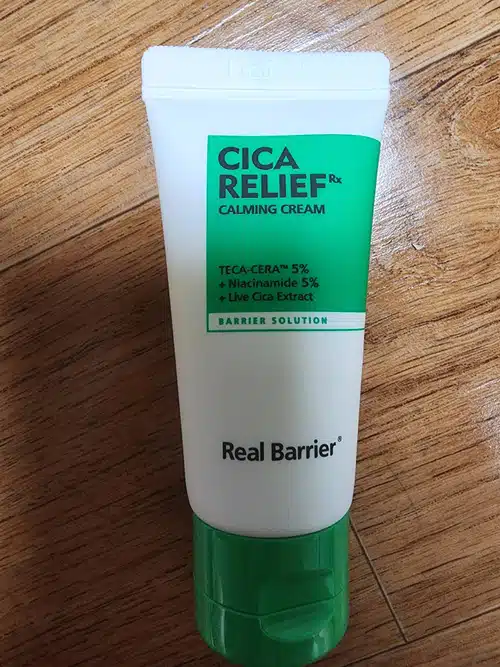 CICA
RELIEF Rx
CALMING CREAM
TECA-CERA™ 5%
+ Niacinamide 5%
+ Live Cica Extract
BARRIER SOLUTION
Real Barrier®